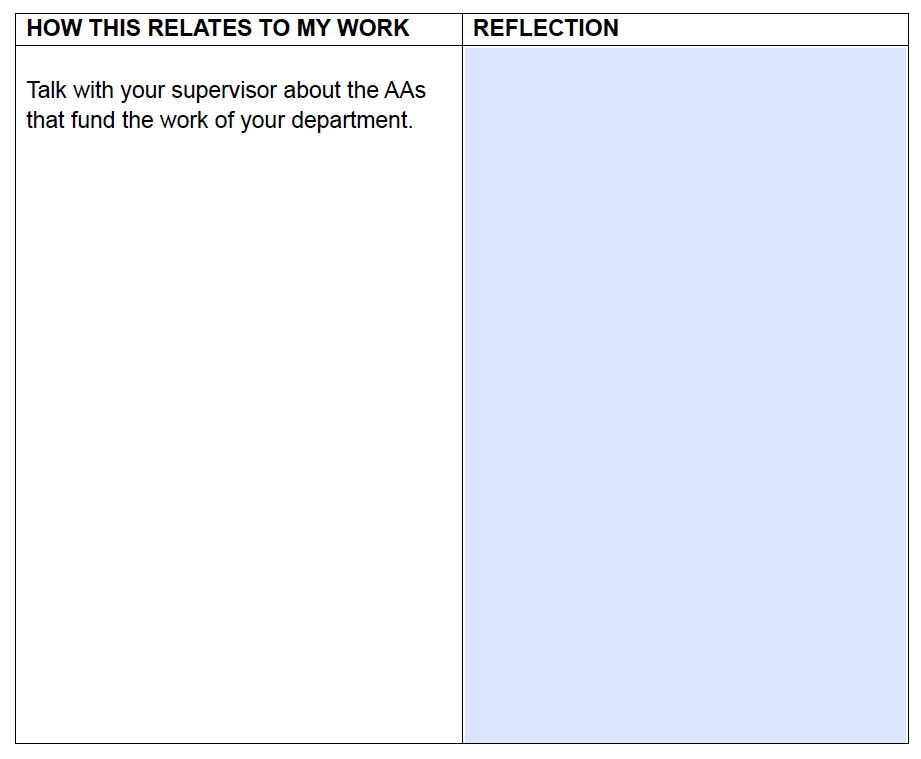 HOW THIS RELATES TO MY WORK
REFLECTION
Talk with your supervisor about the AAs
that fund the work of your department.